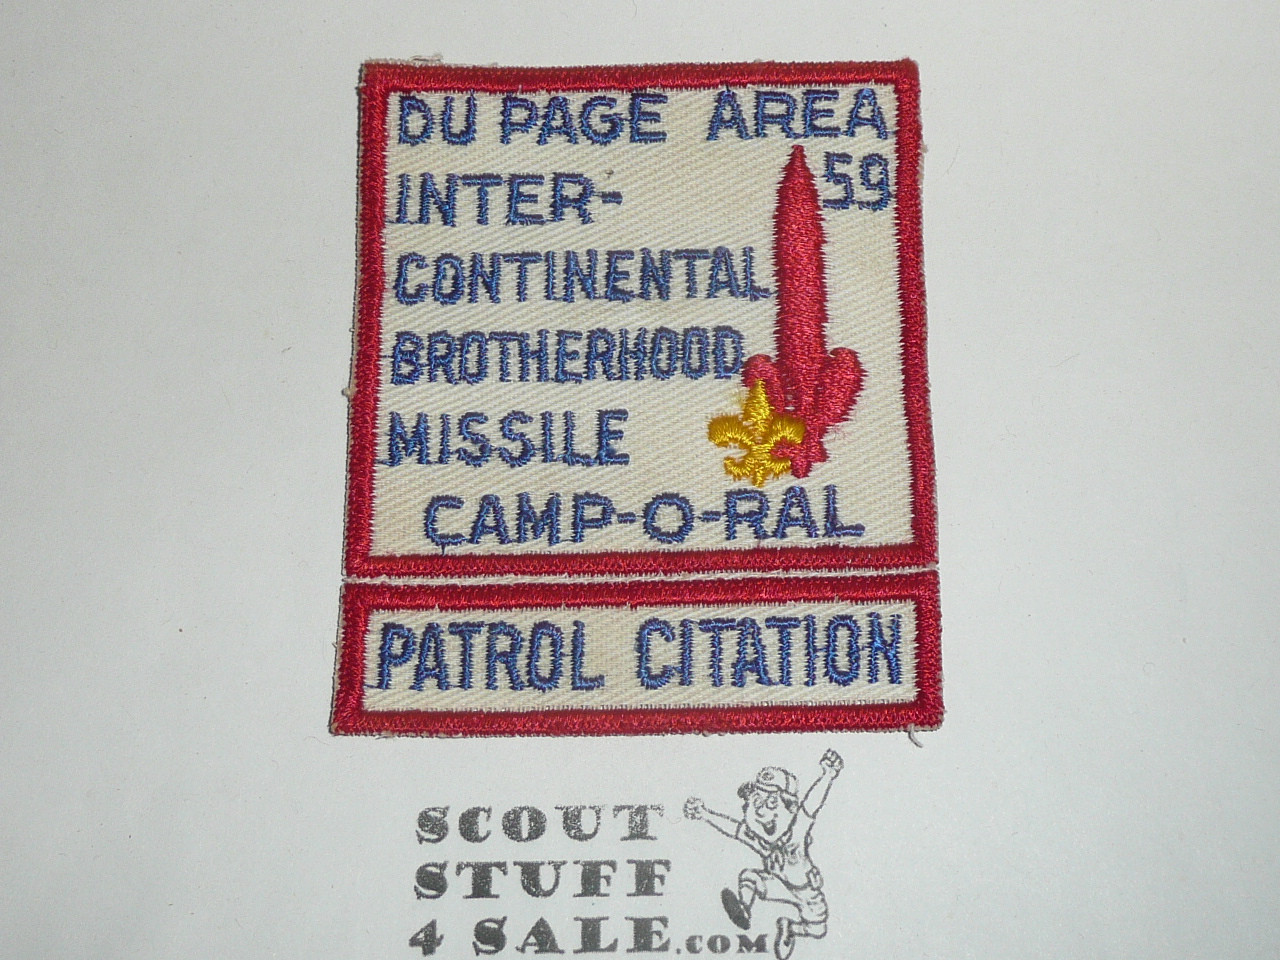 DU PAGE AREA
59
INTER-
CONTINENTAL
BROTHERHOOD
MISSILE
CAMP-O-RAL
PATROL CITATION
SCOUT
STUFF
4 SALE.COM